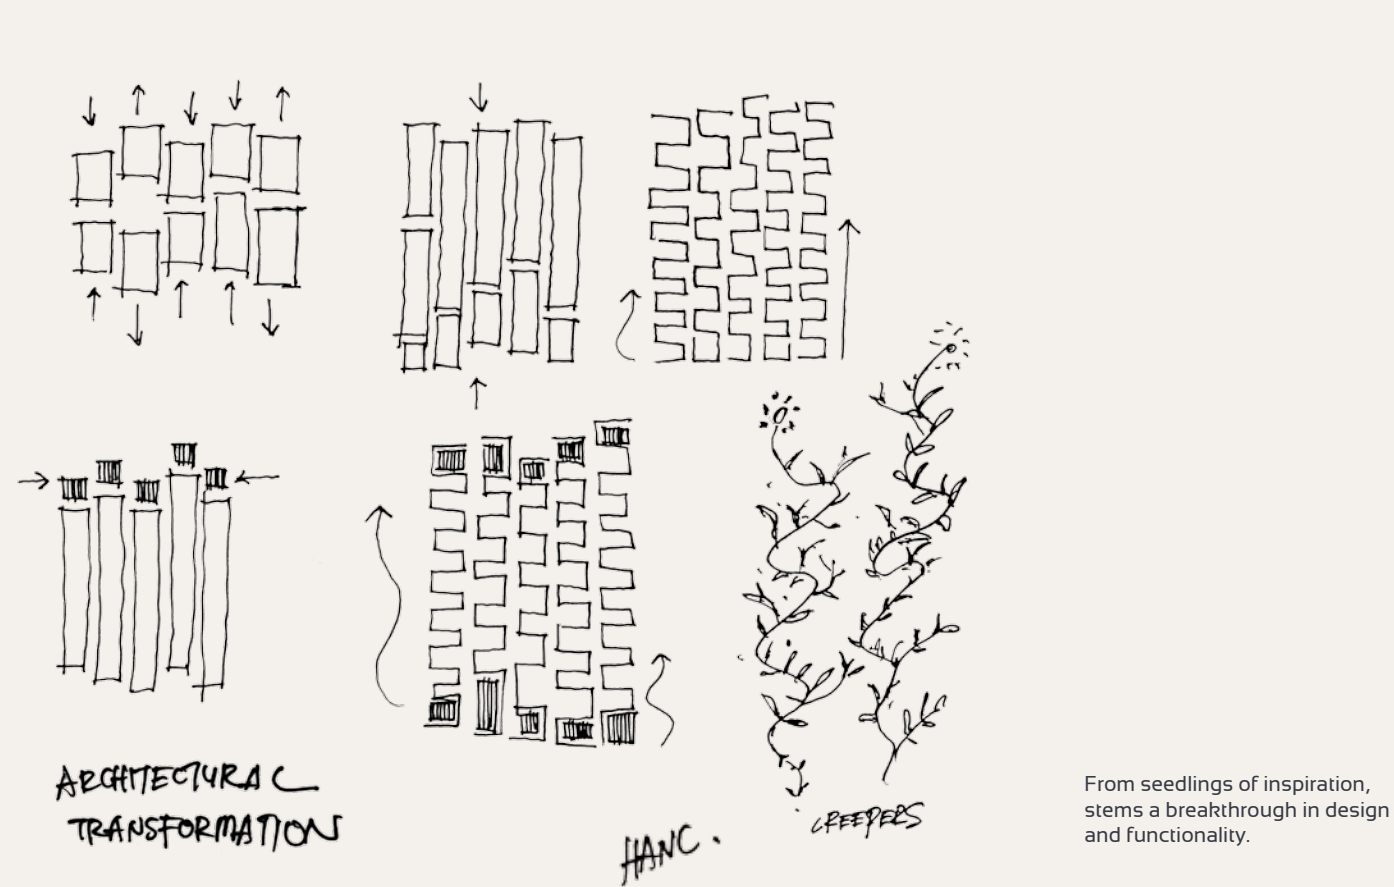 ARCHITECTURAL
TRANSFORMATION
HANC.
CREEPERS
From seedlings of inspiration,
stems a breakthrough in design
and functionality.